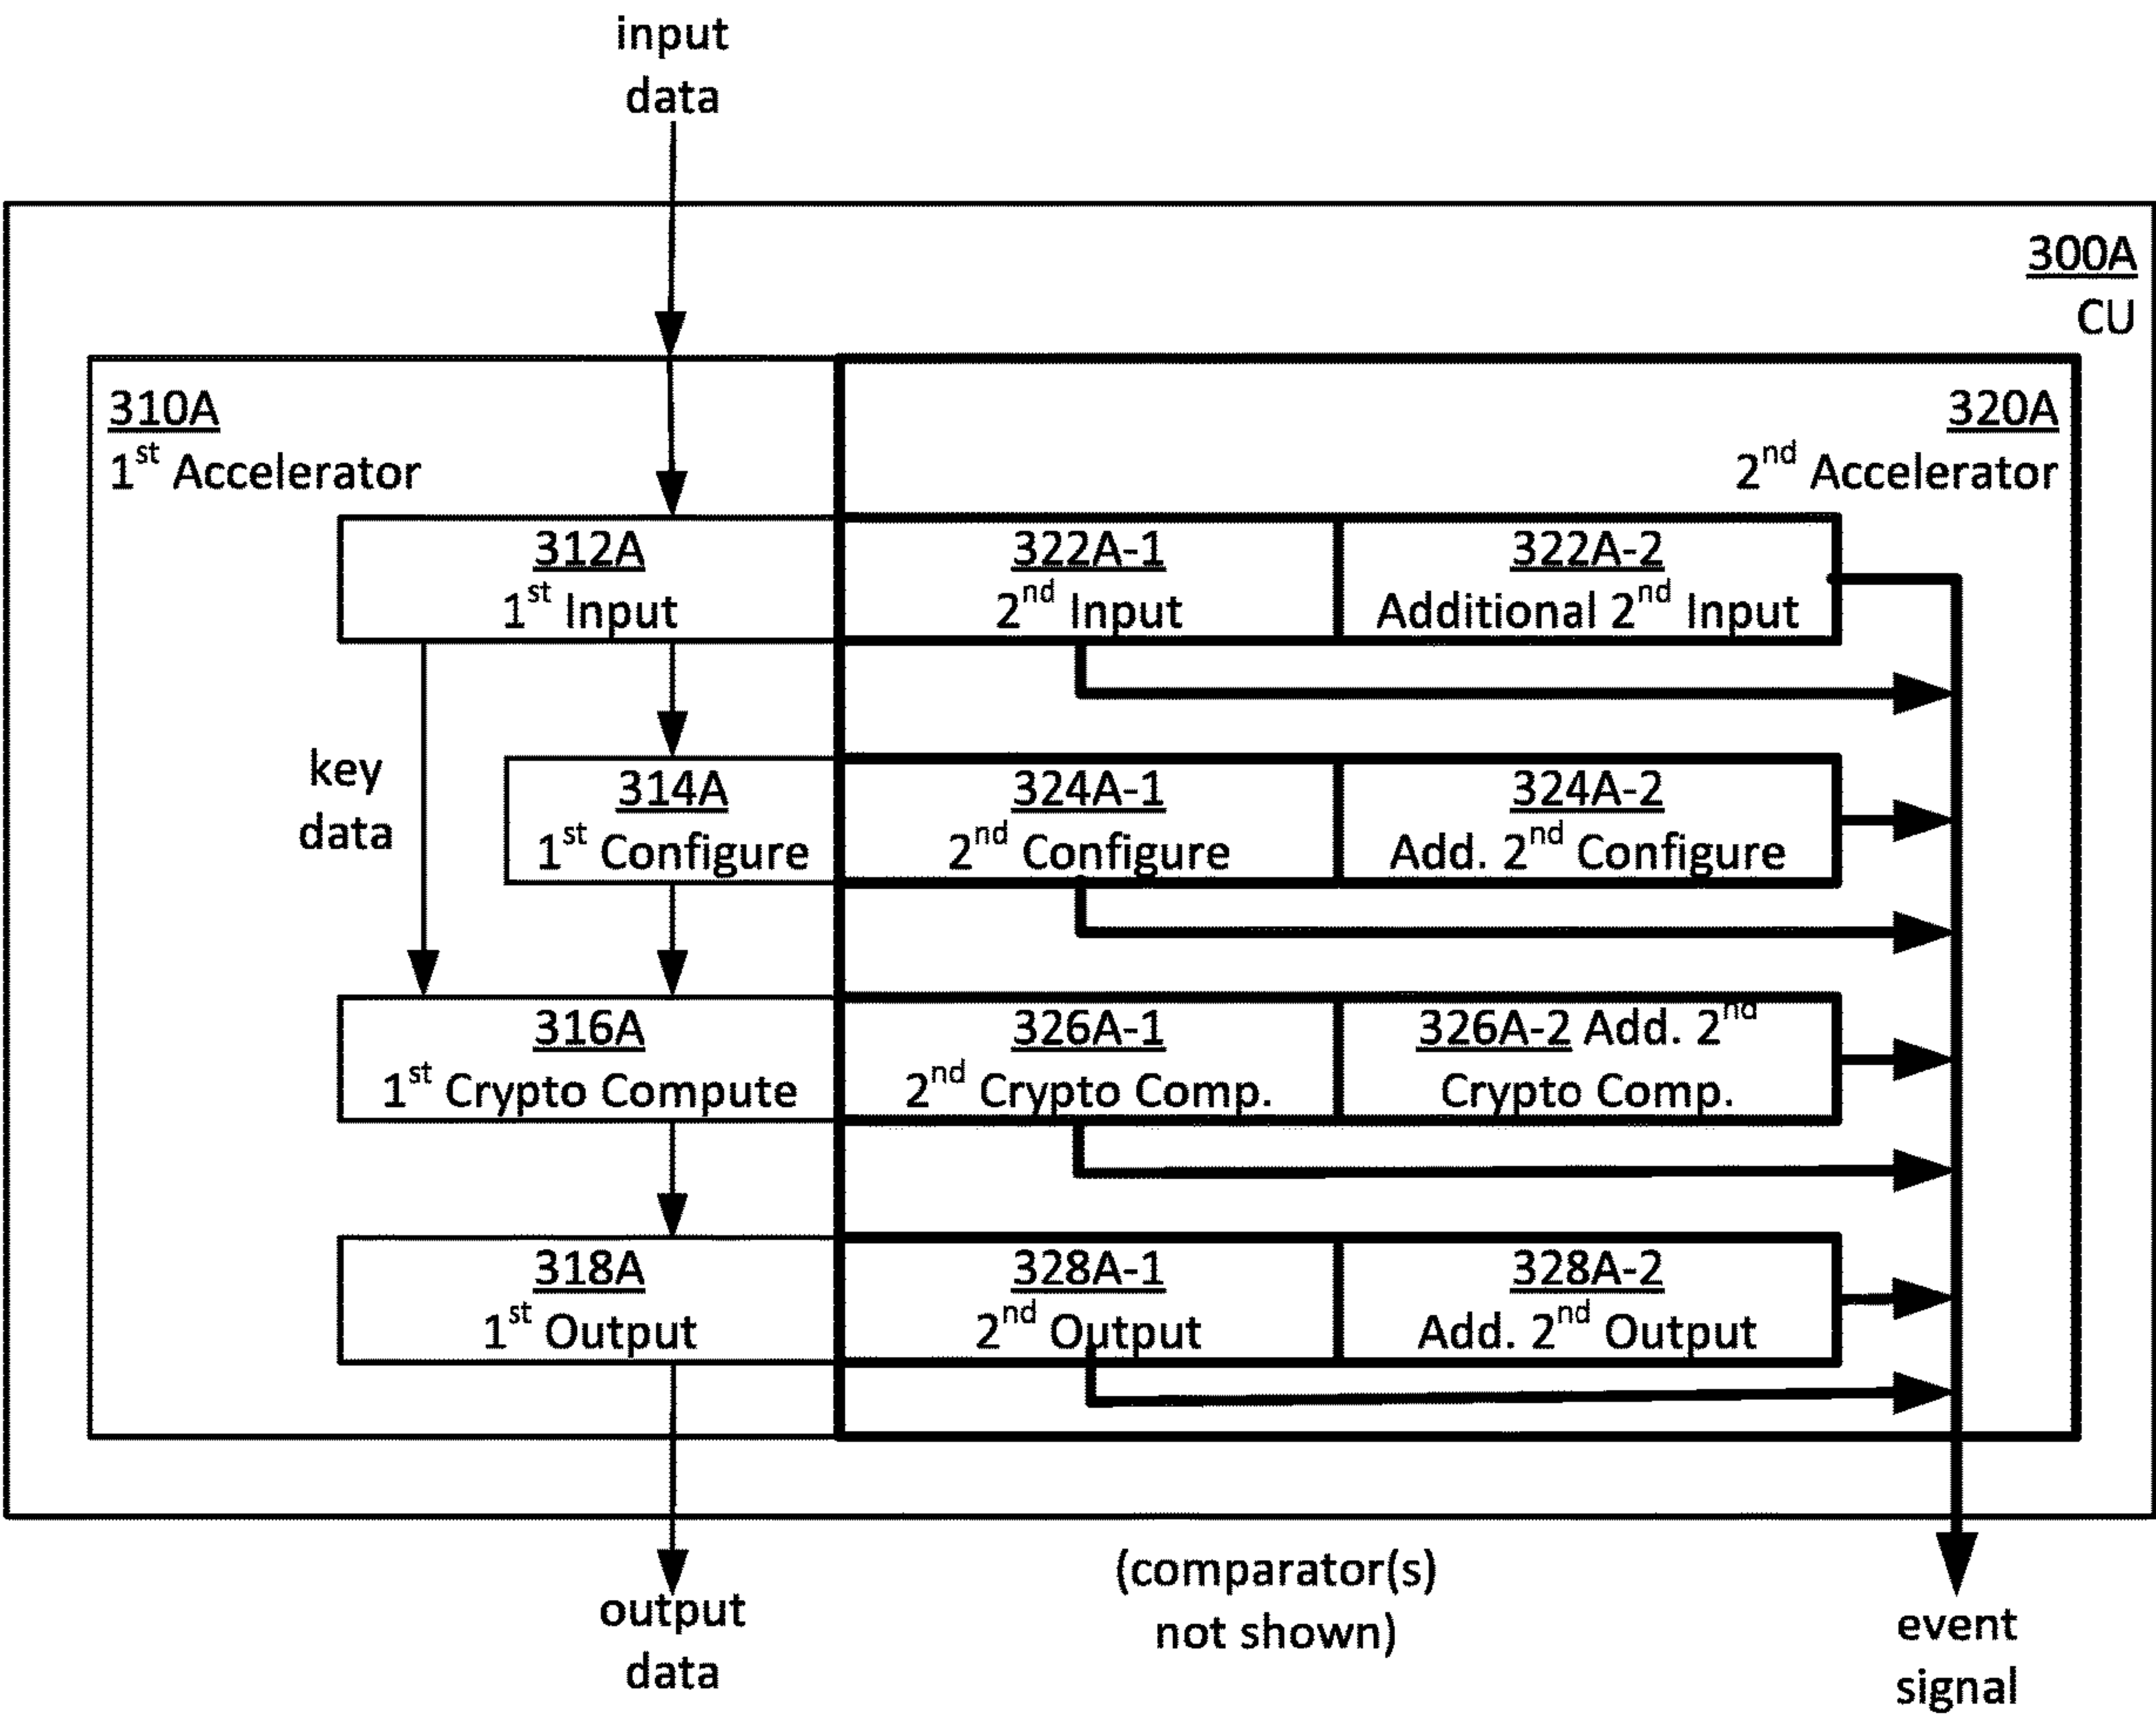 input
data
300A
CU
310A
1st Accelerator
320A
2nd Accelerator
312A
1st Input
322A-1
2nd Input
322A-2
Additional 2nd Input
key
data
314A
1st Configure
324A-1
2nd Configure
324A-2
Add. 2nd Configure
316A
1st Crypto Compute
326A-1
2nd Crypto Comp.
326A-2 Add. 2nd
Crypto Comp.
318A
1st Output
328A-1
2nd Output
328A-2
Add. 2nd Output
output
data
(comparator(s)
not shown)
event
signal